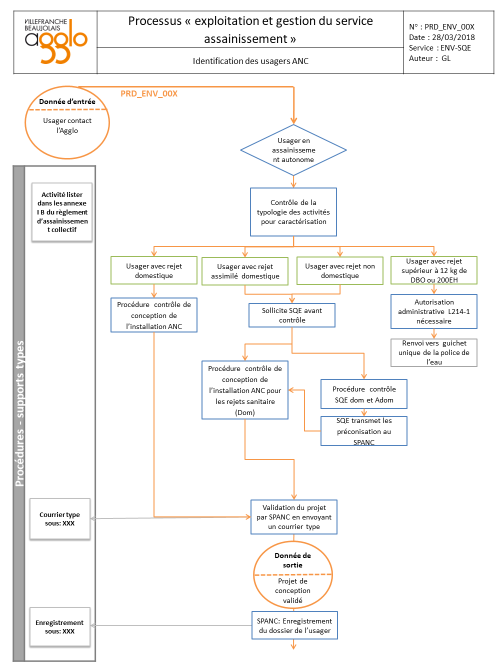 VILLEFRANCHE
BEAUJOLAIS
agglo
Processus « exploitation et gestion du service
assainissement »
Identification des usagers ANC
N° : PRD_ENV_00X
Date : 28/03/2018
Service : ENV-SQE
Auteur : GL
PRD_ENV_00X
Donnée d'entrée
Usager contact
l'Agglo
Usager en
assainisseme
nt autonome
Activité lister
dans les annexe
I B du règlement
d'assainissemen
t collectif
Contrôle de la
typologie des activités
pour caractérisation
Usager avec rejet
domestique
Usager avec rejet
assimilé domestique
Usager avec rejet non
domestique
Usager avec rejet
supérieur à 12 kg de
DBO ou 200EH
Procédure contrôle de
conception de
l'installation ANC
Sollicite SQE avant
contrôle
Autorisation
administrative L214-1
nécessaire
Renvoi vers guichet
unique de la police de
l'eau
Procédures - supports types
Procédure contrôle de
conception de
l'installation ANC pour
les rejets sanitaire
(Dom)
Procédure contrôle
SQE dom et Adom
SQE transmet les
préconisation au
SPANC
Courrier type
sous: XXX
Validation du projet
par SPANC en envoyant
un courrier type
Donnée de
sortie
Projet de
conception
validé
Enregistrement
sous: XXX
SPANC: Enregistrement
du dossier de l'usager